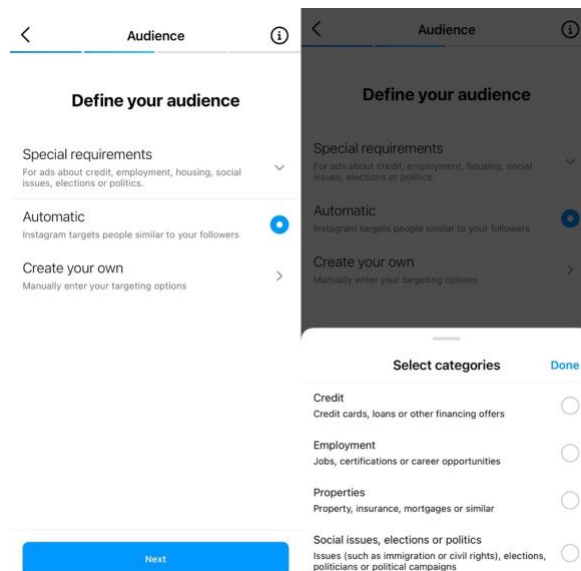 Audience
Define your audience
Special requirements
For ads about credit, employment, housing, social
issues, elections or politics.
Automatic
Instagram targets people similar to your followers
Create your own
Manually enter your targeting options
Next
Audience
Define your audience
Special requirements
For ads about credit, employment, housing, social
issues, elections or politics.
Automatic
Instagram targets people similar to your followers
Create your own
Manually enter your targeting options
Select categories
Done
Credit
Credit cards, loans or other financing offers
Employment
Jobs, certifications or career opportunities
Properties
Property, insurance, mortgages or similar
Social issues, elections or politics
Issues (such as immigration or civil rights), elections,
politicians or political campaigns